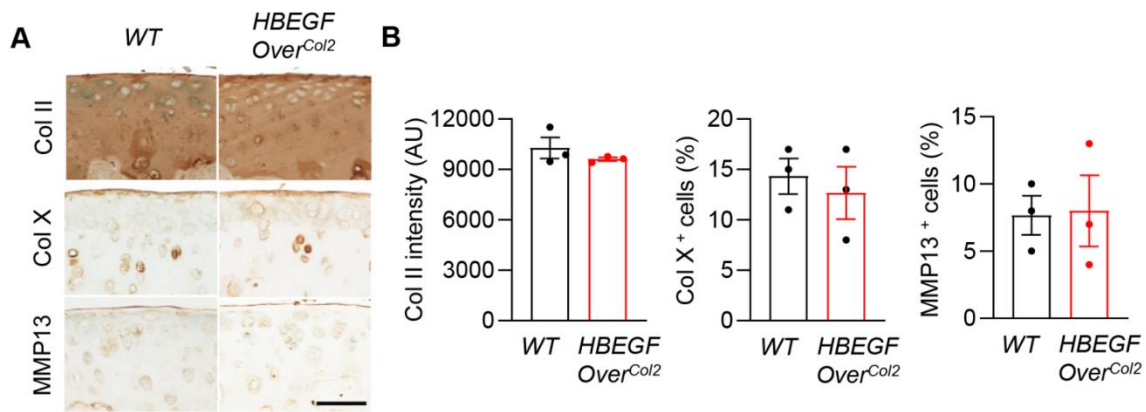 A
WT
HBEGF
Over^Col2
Col II
Col X
MMP13
B
Col II intensity (AU)
12000
9000
6000
3000
0
WT
HBEGF
Over^Col2
Col X + cells (%)
20
15
10
5
0
WT
HBEGF
Over^Col2
MMP13 + cells (%)
15
10
5
0
WT
HBEGF
Over^Col2